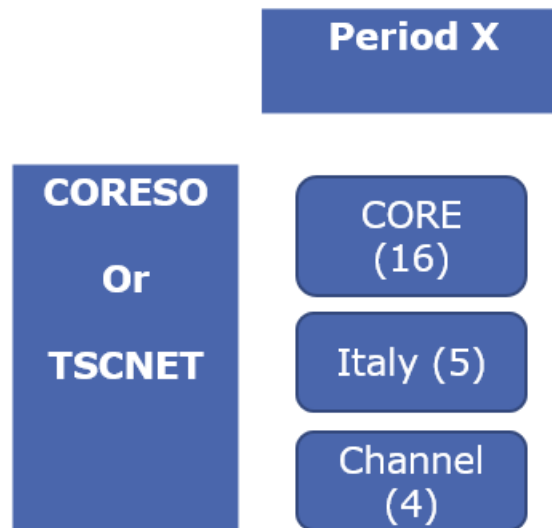 Period X
CORESO
Or
TSCNET
CORE
(16)
Italy (5)
Channel
(4)